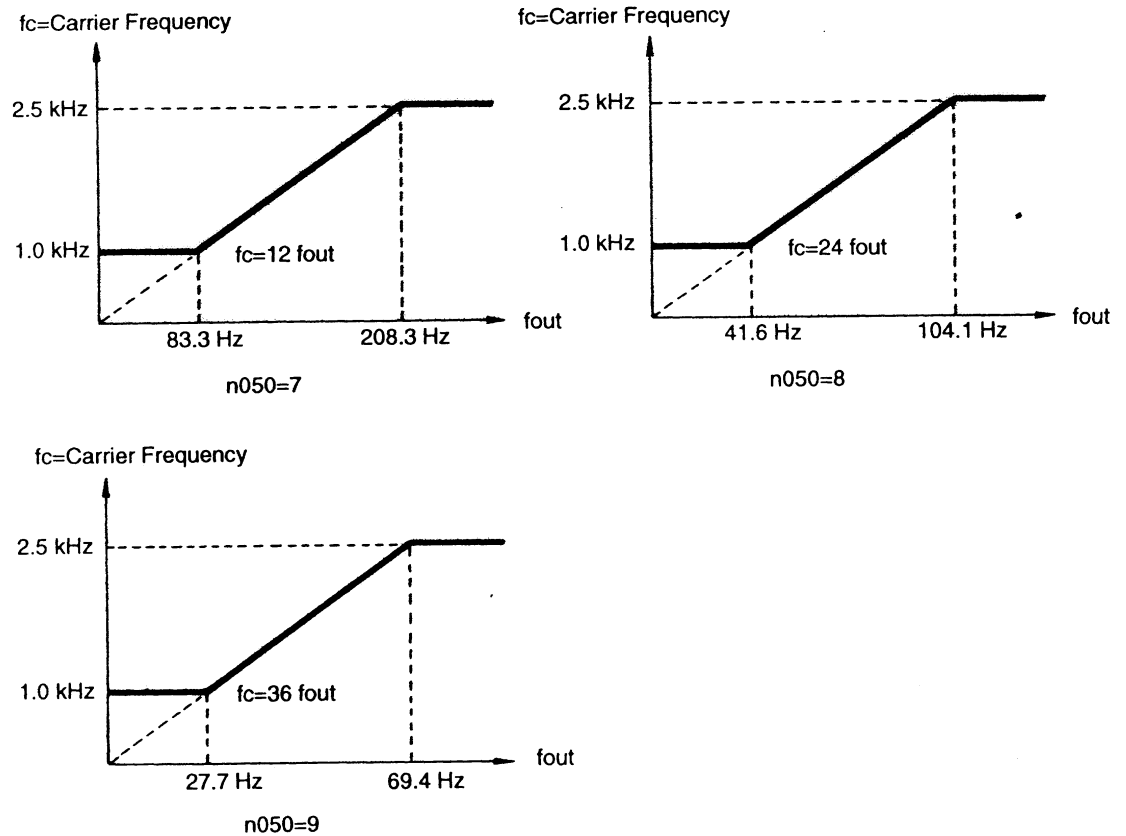 fc=Carrier Frequency
2.5 kHz
1.0 kHz
fc=12 fout
fout
83.3 Hz
208.3 Hz
n050=7
fc=Carrier Frequency
2.5 kHz
1.0 kHz
fc=24 fout
fout
41.6 Hz
104.1 Hz
n050=8
fc=Carrier Frequency
2.5 kHz
1.0 kHz
fc=36 fout
fout
27.7 Hz
69.4 Hz
n050=9